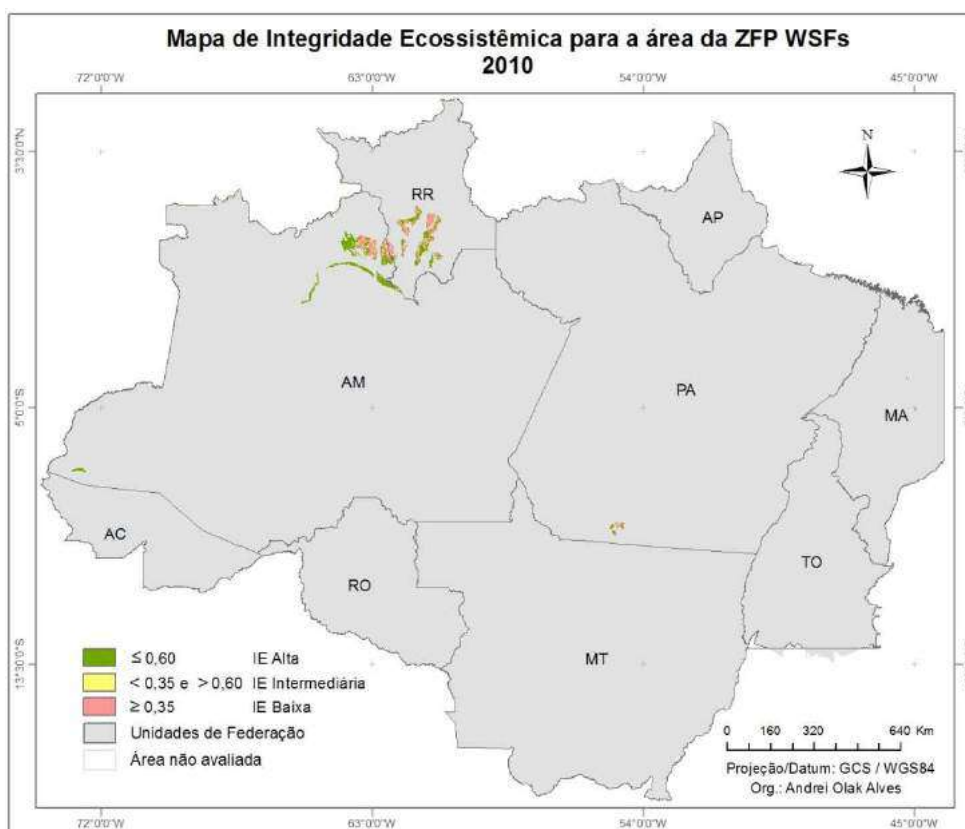 Mapa de Integridade Ecossistêmica para a área da ZFP WSFs
2010
72°0'0"W 63°0'0"W 54°0'0"W 45°0'0"W
3°30'0"N
N
RR
AP
AM
PA
5°0'0"S
MA
AC
TO
RO
MT
13°30'0"S
≤ 0,60 IE Alta
< 0,35 e > 0,60 IE Intermediária
≥ 0,35 IE Baixa
Unidades de Federação
Área não avaliada
0 160 320 640 Km
Projeção/Datum: GCS / WGS84
Org.: Andrei Olak Alves
72°0'0"W 63°0'0"W 54°0'0"W 45°0'0"W